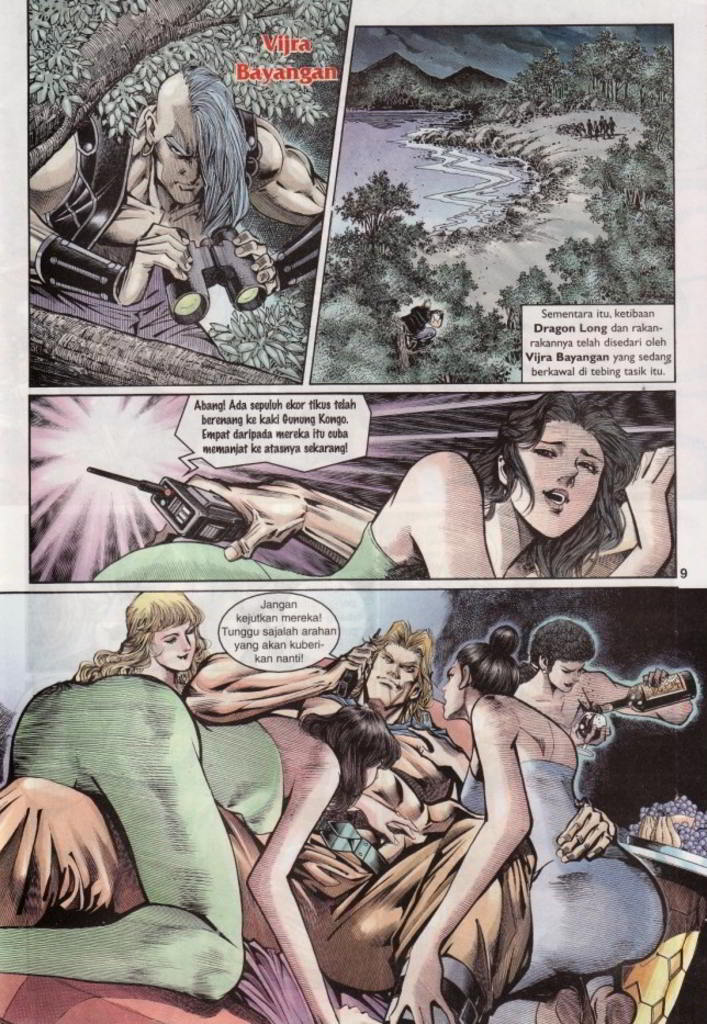 Vijra
Bayangan
Sementara itu, ketibaan
Dragon Long dan rakan-
rakannya telah disedari oleh
Vijra Bayangan yang sedang
berkawal di tebing tasik itu.
Abang! Ada sepuluh ekor tikus telah
berenang ke kaki Gunung Kongo.
Empat daripada mereka itu cuba
memanjat ke atasnya sekarang!
9
Jangan
kejutkan mereka!
Tunggu sajalah arahan
yang akan kuberi-
kan nanti!